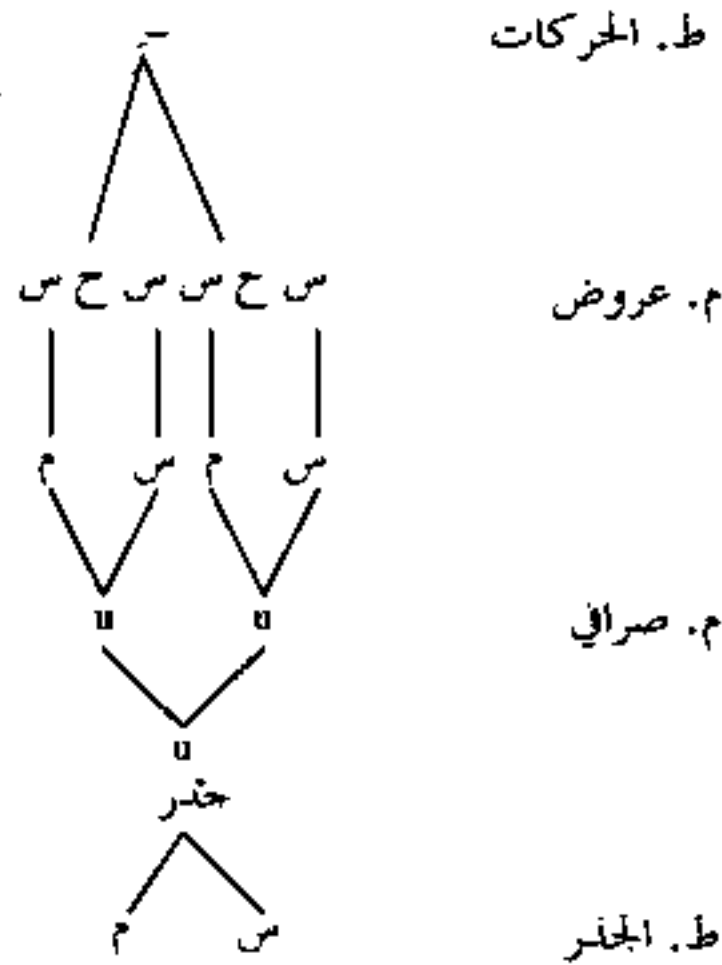 ط. الحركات
س ح س س ح س
م. عروض
س م س م
u u
م. صرافي
u
جذر
س م
ط. الجذر